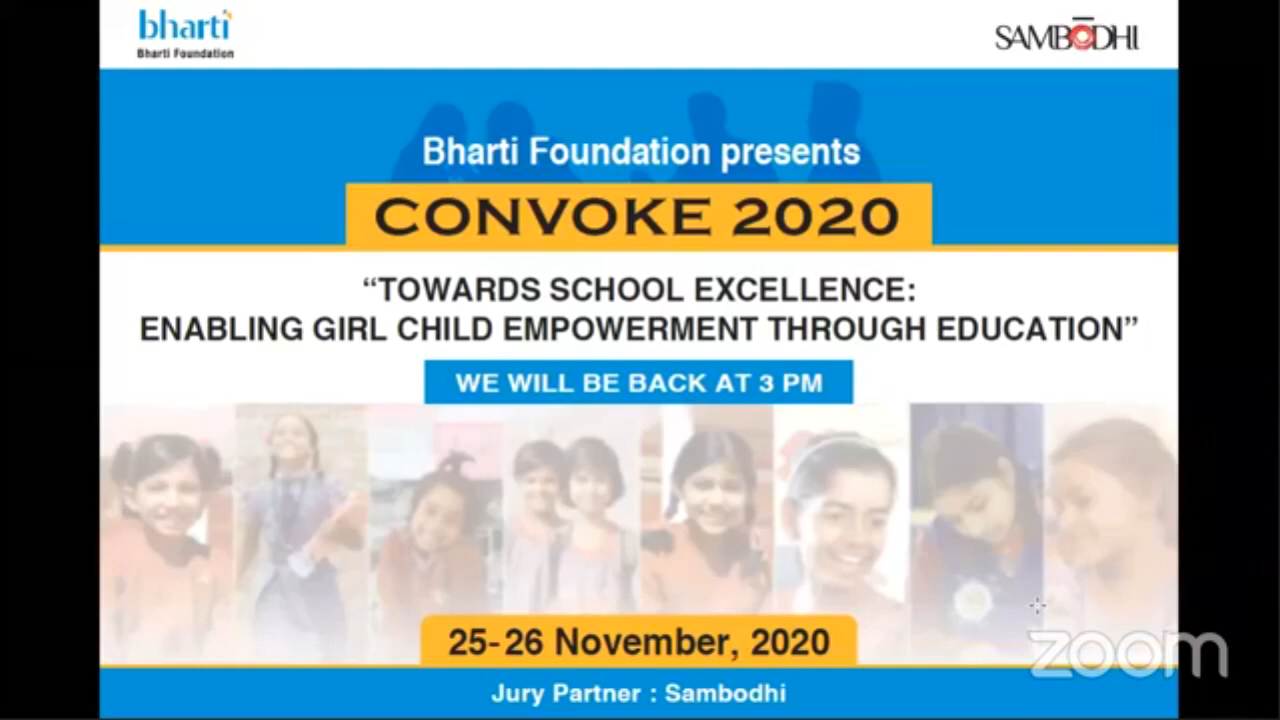 bharti
Bharti Foundation
SAMBŌDHI
Bharti Foundation presents
CONVOKE 2020
“TOWARDS SCHOOL EXCELLENCE:
ENABLING GIRL CHILD EMPOWERMENT THROUGH EDUCATION”
WE WILL BE BACK AT 3 PM
25-26 November, 2020
zoom
Jury Partner : Sambodhi